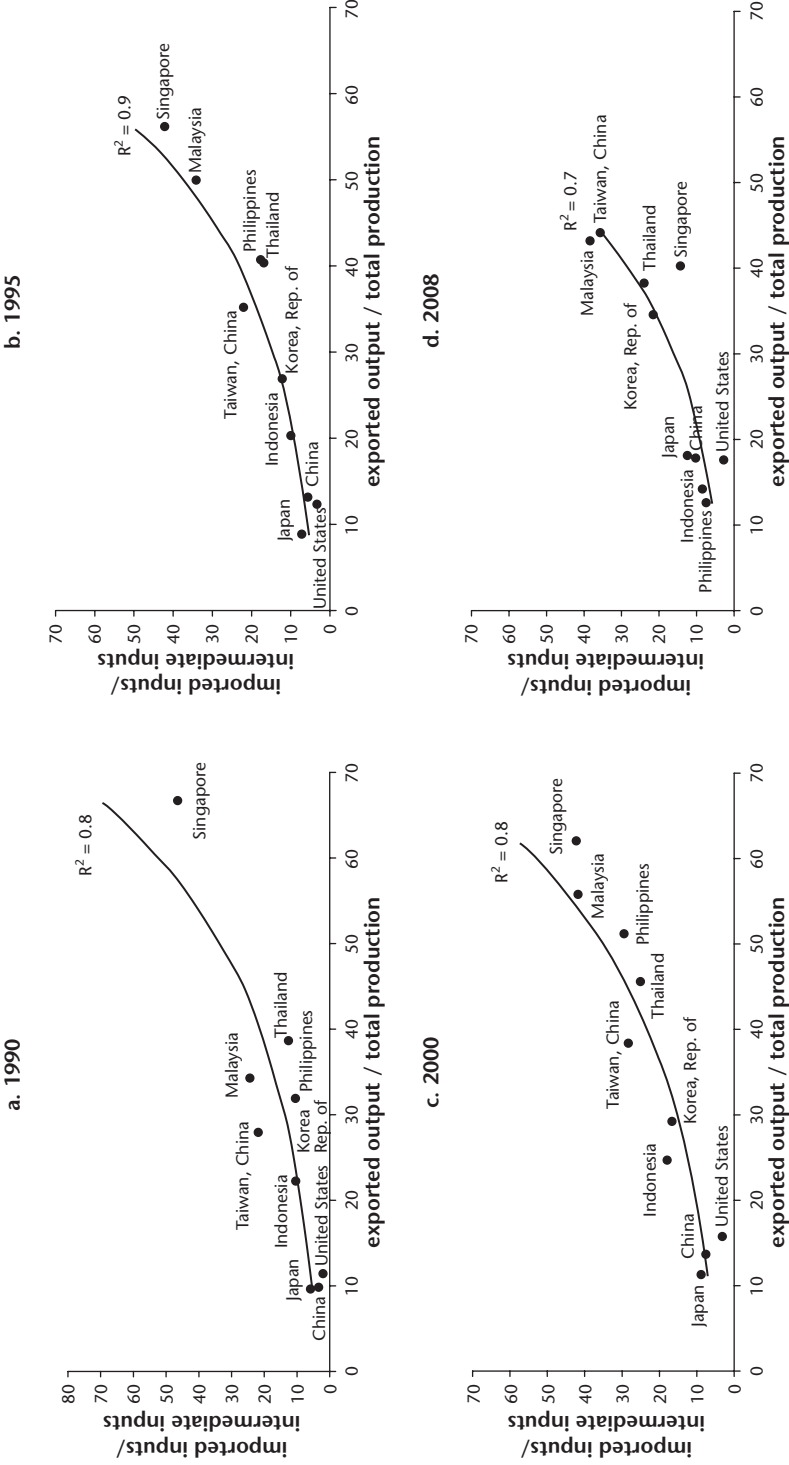 a. 1990
imported inputs/
intermediate inputs
80
70
60
50
40
30
20
10
0
R² = 0.8
Singapore
Malaysia
Taiwan, China
Thailand
Indonesia
Korea
Rep. of
Philippines
Japan
China
United States
0 10 20 30 40 50 60 70
exported output / total production
b. 1995
imported inputs/
intermediate inputs
70
60
50
40
30
20
10
0
R² = 0.9
Singapore
Malaysia
Philippines
Thailand
Taiwan, China
Korea, Rep. of
Indonesia
Japan
China
United States
0 10 20 30 40 50 60 70
exported output / total production
c. 2000
imported inputs/
intermediate inputs
70
60
50
40
30
20
10
0
R² = 0.8
Singapore
Malaysia
Philippines
Taiwan, China
Thailand
Indonesia
Korea, Rep. of
China
Japan
United States
0 10 20 30 40 50 60 70
exported output / total production
d. 2008
imported inputs/
intermediate inputs
70
60
50
40
30
20
10
0
R² = 0.7
Malaysia
Taiwan, China
Thailand
Korea, Rep. of
Singapore
Japan
China
Indonesia
Philippines
United States
0 10 20 30 40 50 60 70
exported output / total production